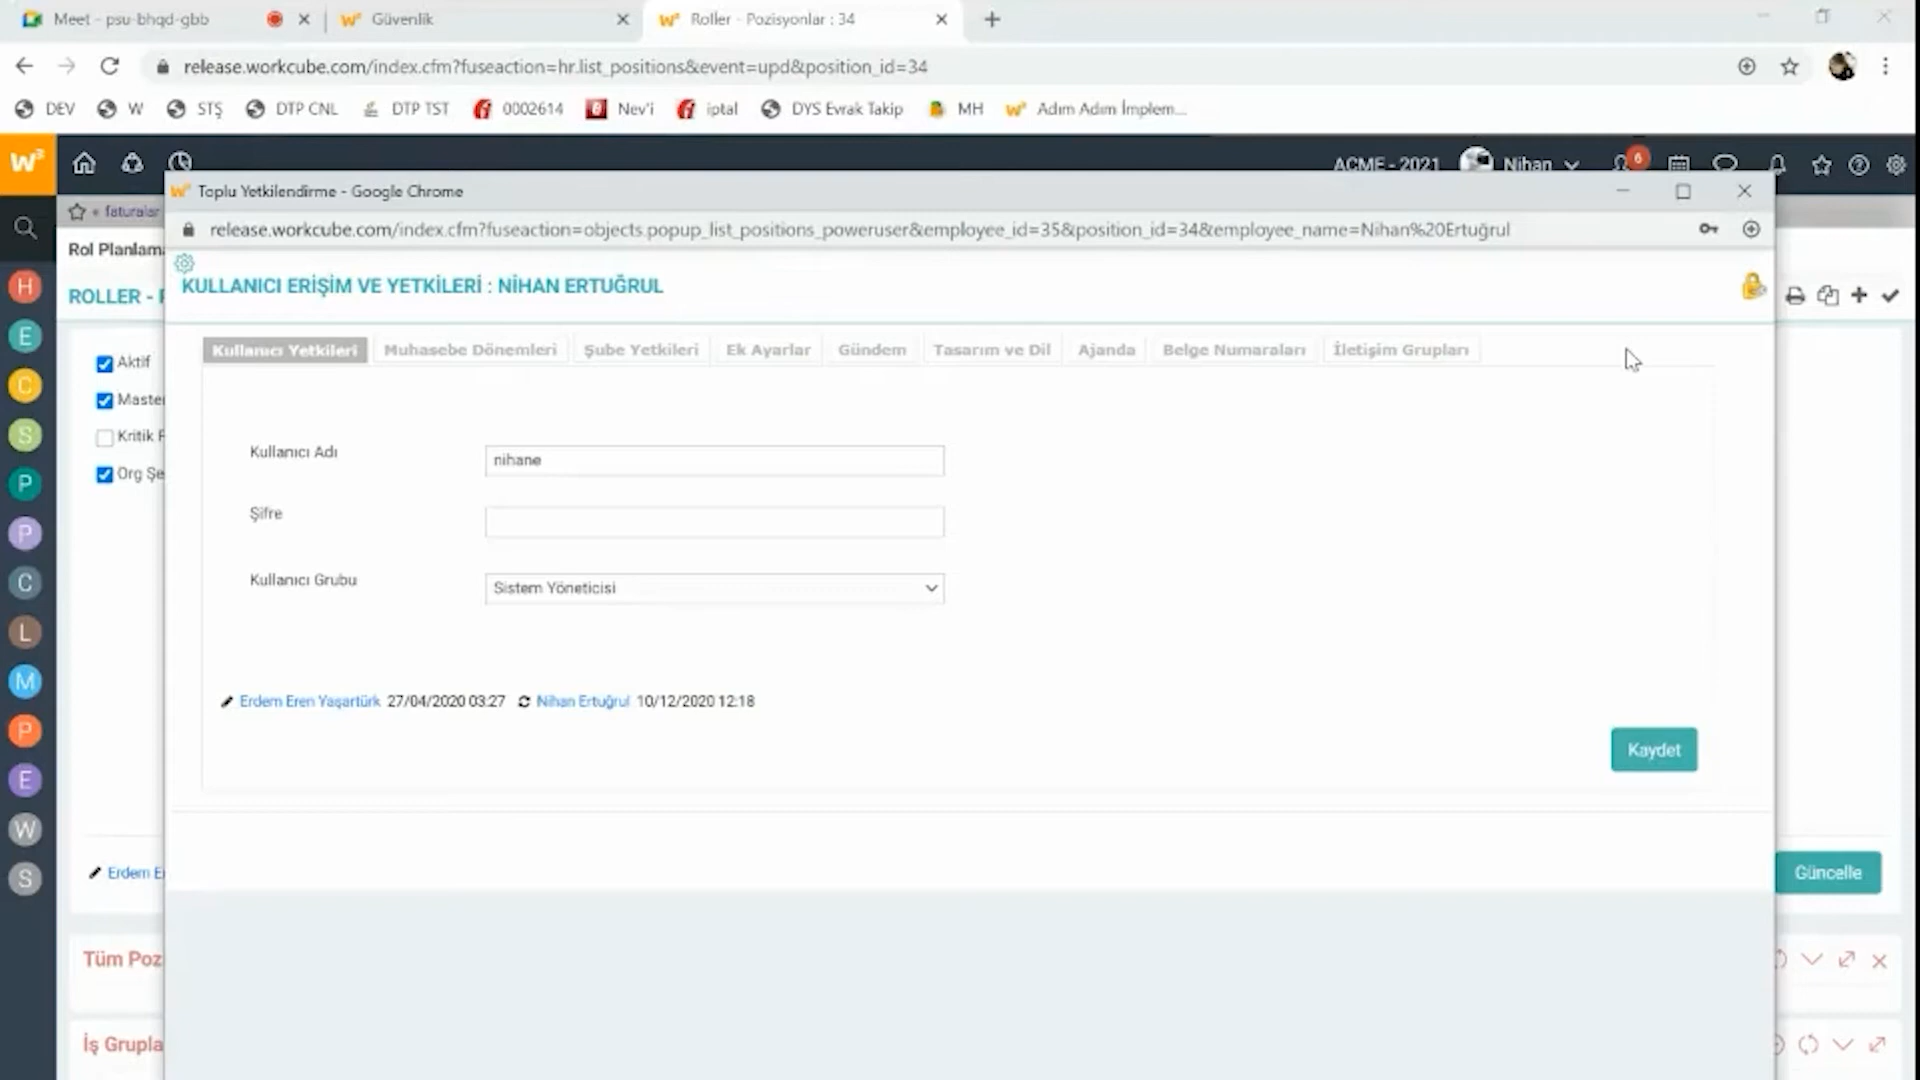 Meet - psu-bhqd-gbb
Güvenlik
Roller - Pozisyonlar : 34
release.workcube.com/index.cfm?fuseaction=hr.list_positions&event=upd&position_id=34
DEV W STŞ DTP CNL DTP TST 0002614 Nev'i iptal DYS Evrak Takip MH Adım Adım İmplem...
W³ ACME - 2021 Nihan 6
Toplu Yetkilendirme - Google Chrome
faturalar
release.workcube.com/index.cfm?fuseaction=objects.popup_list_positions_poweruser&employee_id=35&position_id=34&employee_name=Nihan%20Ertuğrul
Rol Planlama
KULLANICI ERİŞİM VE YETKİLERİ : NİHAN ERTUĞRUL
ROLLER -
Kullanıcı Yetkileri Muhasebe Dönemleri Şube Yetkileri Ek Ayarlar Gündem Tasarım ve Dil Ajanda Belge Numaraları İletişim Grupları
Aktif
Master
Kritik
Org Şe
Kullanıcı Adı
nihane
Şifre
Kullanıcı Grubu
Sistem Yöneticisi
Erdem Eren Yaşartürk 27/04/2020 03:27 Nihan Ertuğrul 10/12/2020 12:18
Kaydet
Erdem E
Güncelle
Tüm Poz
İş Grupla
H
E
C
S
P
P
C
L
M
P
E
W
S